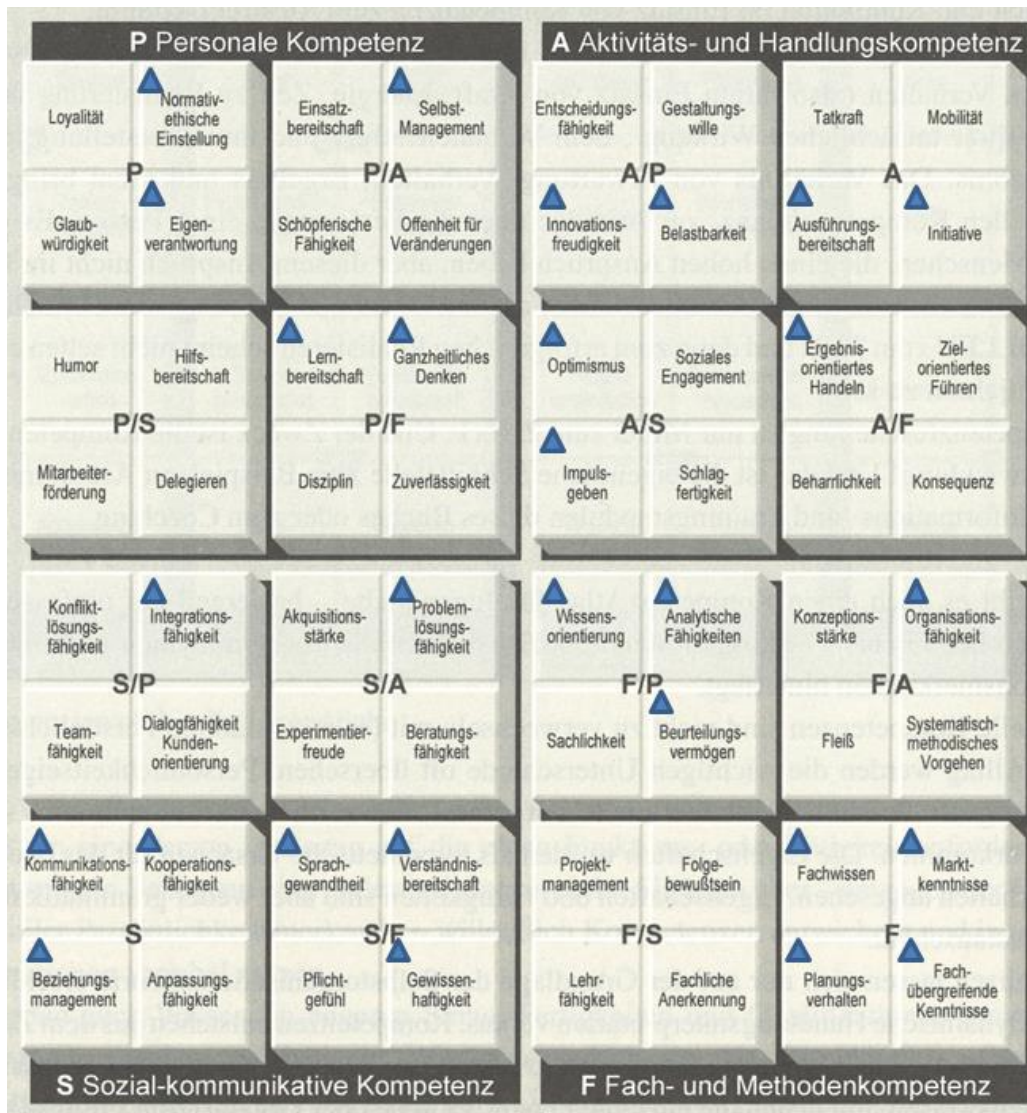 P Personale Kompetenz
Loyalität
Normativ-
ethische
Einstellung
P
Glaub-
würdigkeit
Eigen-
verantwortung
Einsatz-
bereitschaft
Selbst-
Management
P/A
Schöpferische
Fähigkeit
Offenheit für
Veränderungen
Humor
Hilfs-
bereitschaft
P/S
Mitarbeiter-
förderung
Delegieren
Lern-
bereitschaft
Ganzheitliches
Denken
P/F
Disziplin
Zuverlässigkeit
A Aktivitäts- und Handlungskompetenz
Entscheidungs-
fähigkeit
Gestaltungs-
wille
A/P
Innovations-
freudigkeit
Belastbarkeit
Tatkraft
Mobilität
A
Ausführungs-
bereitschaft
Initiative
Optimismus
Soziales
Engagement
A/S
Impuls-
geben
Schlag-
fertigkeit
Ergebnis-
orientiertes
Handeln
Ziel-
orientiertes
Führen
A/F
Beharrlichkeit
Konsequenz
Konflikt-
lösungs-
fähigkeit
Integrations-
fähigkeit
S/P
Team-
fähigkeit
Dialogfähigkeit
Kunden-
orientierung
Akquisitions-
stärke
Problem-
lösungs-
fähigkeit
S/A
Experimentier-
freude
Beratungs-
fähigkeit
Kommunikations-
fähigkeit
Kooperations-
fähigkeit
S
Beziehungs-
management
Anpassungs-
fähigkeit
Sprach-
gewandtheit
Verständnis-
bereitschaft
S/F
Pflicht-
gefühl
Gewissen-
haftigkeit
S Sozial-kommunikative Kompetenz
Wissens-
orientierung
Analytische
Fähigkeiten
F/P
Sachlichkeit
Beurteilungs-
vermögen
Konzeptions-
stärke
Organisations-
fähigkeit
F/A
Fleiß
Systematisch-
methodisches
Vorgehen
Projekt-
management
Folge-
bewußtsein
F/S
Lehr-
fähigkeit
Fachliche
Anerkennung
Fachwissen
Markt-
kenntnisse
F
Planungs-
verhalten
Fach-
übergreifende
Kenntnisse
F Fach- und Methodenkompetenz